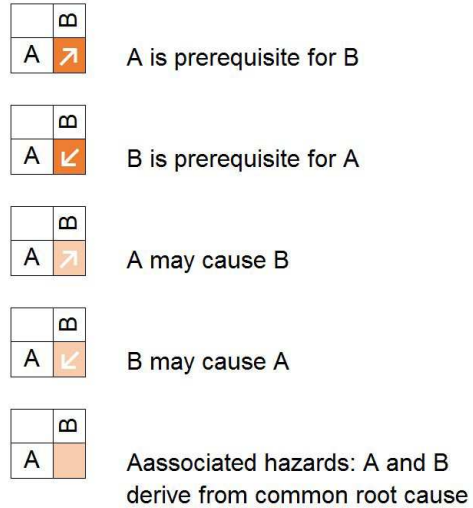 B
A
A is prerequisite for B
B
A
B is prerequisite for A
B
A
A may cause B
B
A
B may cause A
B
A
Aassociated hazards: A and B
derive from common root cause